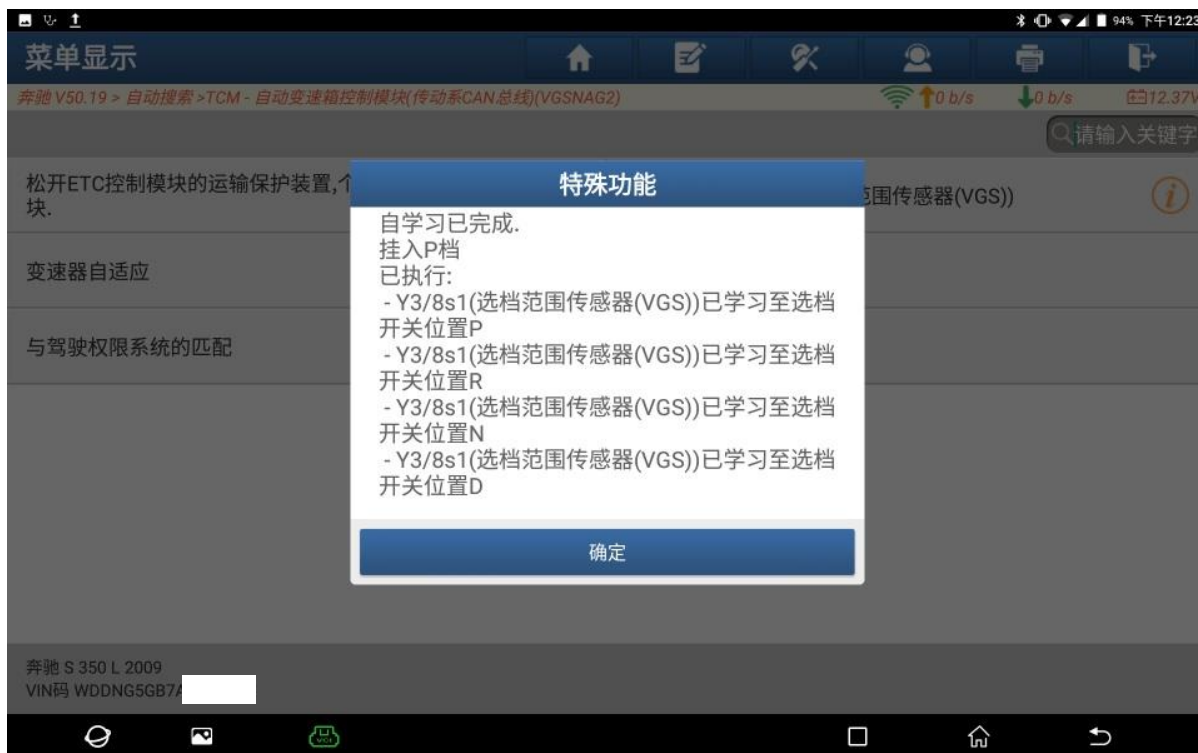 94% 下午12:23
菜单显示
奔驰 V50.19 > 自动搜索 >TCM - 自动变速箱控制模块(传动系CAN总线)(VGSNAG2)
0 b/s
0 b/s
12.37V
请输入关键字
松开ETC控制模块的运输保护装置,个
块.
范围传感器(VGS))
i
特殊功能
自学习已完成.
挂入P档
已执行:
- Y3/8s1(选档范围传感器(VGS))已学习至选档
开关位置P
- Y3/8s1(选档范围传感器(VGS))已学习至选档
开关位置R
- Y3/8s1(选档范围传感器(VGS))已学习至选档
开关位置N
- Y3/8s1(选档范围传感器(VGS))已学习至选档
开关位置D
确定
变速器自适应
与驾驶权限系统的匹配
奔驰 S 350 L 2009
VIN码 WDDNG5GB7A
VCI